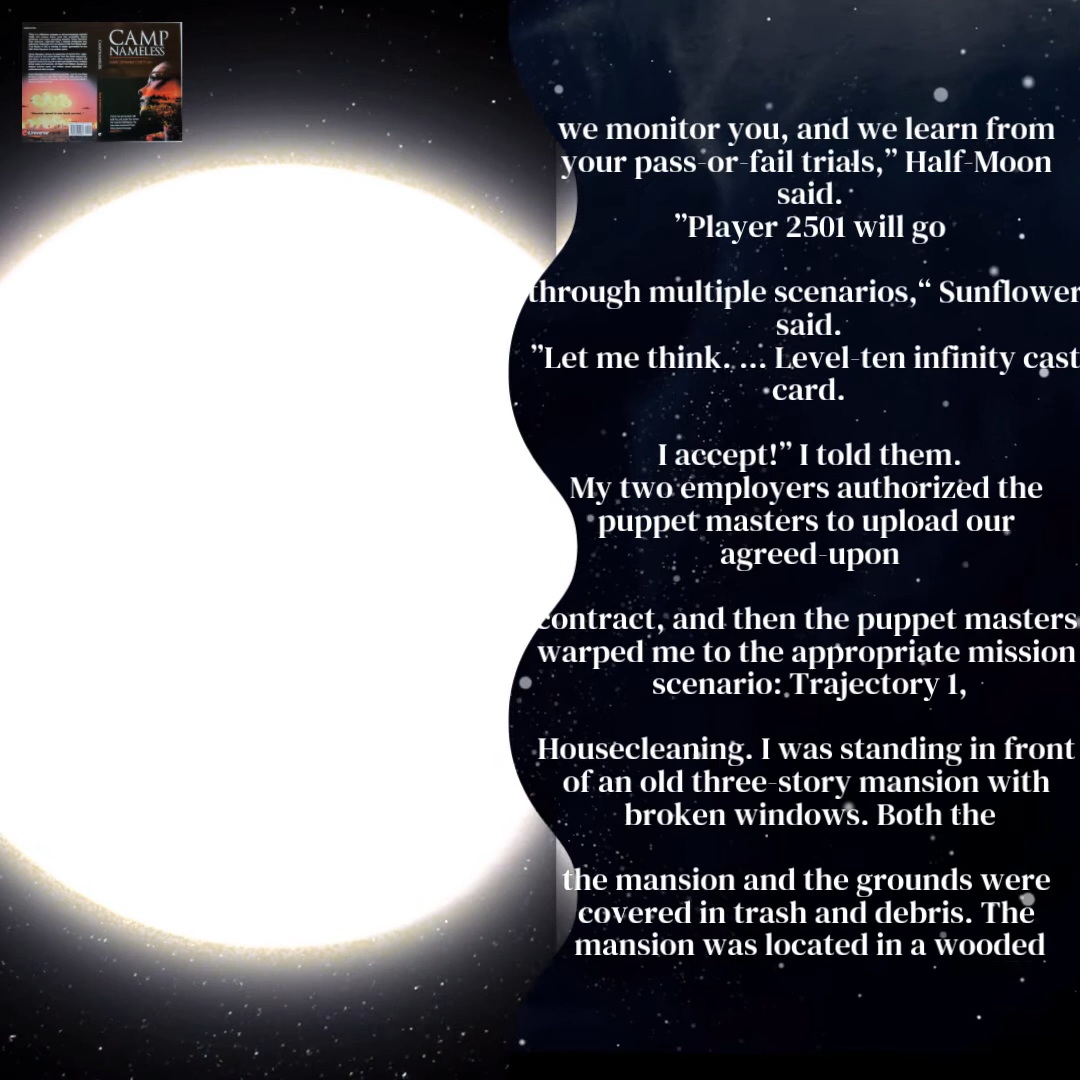 CAMP
NAMELESS
we monitor you, and we learn from
your pass-or-fail trials,” Half-Moon
said.
”Player 2501 will go
through multiple scenarios,“ Sunflower
said.
”Let me think. ... Level-ten infinity cast
card.
I accept!” I told them.
My two employers authorized the
puppet masters to upload our
agreed-upon
contract, and then the puppet masters
warped me to the appropriate mission
scenario: Trajectory 1,
Housecleaning. I was standing in front
of an old three-story mansion with
broken windows. Both the
the mansion and the grounds were
covered in trash and debris. The
mansion was located in a wooded